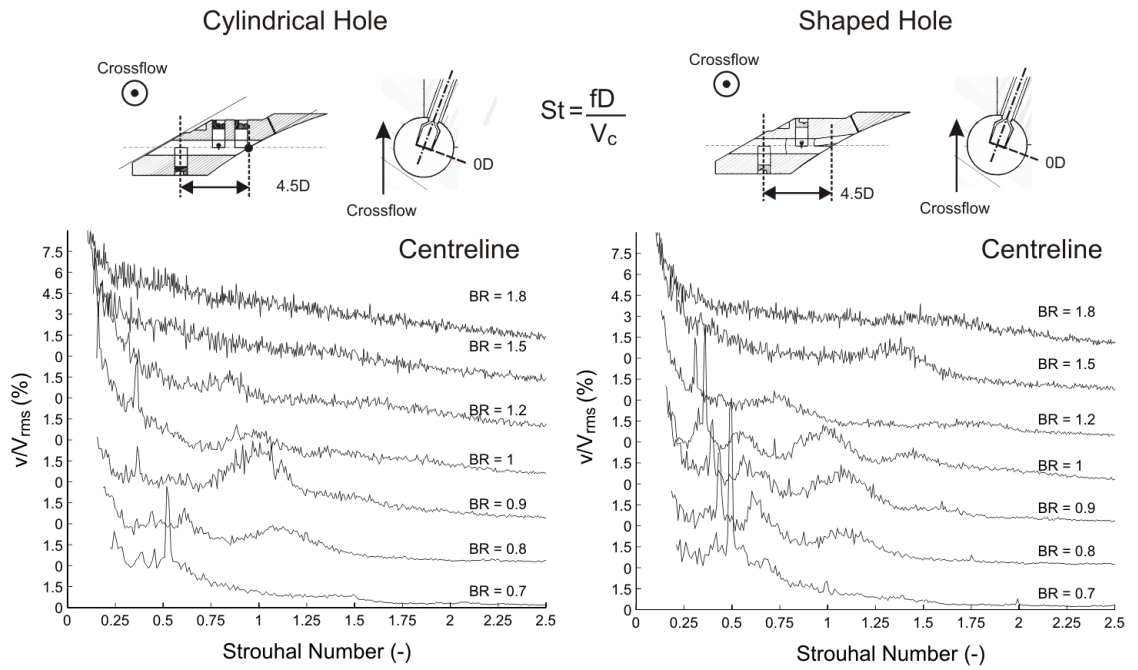 Cylindrical Hole
Shaped Hole
Crossflow
0D
4.5D
Crossflow
St = fD / Vc
Crossflow
0D
4.5D
Crossflow
Centreline
v/Vrms (%)
7.5
6
4.5
3
1.5
0
1.5
0
1.5
0
1.5
0
1.5
0
1.5
0
BR = 1.8
BR = 1.5
BR = 1.2
BR = 1
BR = 0.9
BR = 0.8
BR = 0.7
0 0.25 0.5 0.75 1 1.25 1.5 1.75 2 2.25 2.5
Strouhal Number (-)
Centreline
v/Vrms (%)
7.5
6
4.5
3
1.5
0
1.5
0
1.5
0
1.5
0
1.5
0
1.5
0
BR = 1.8
BR = 1.5
BR = 1.2
BR = 1
BR = 0.9
BR = 0.8
BR = 0.7
0 0.25 0.5 0.75 1 1.25 1.5 1.75 2 2.25 2.5
Strouhal Number (-)